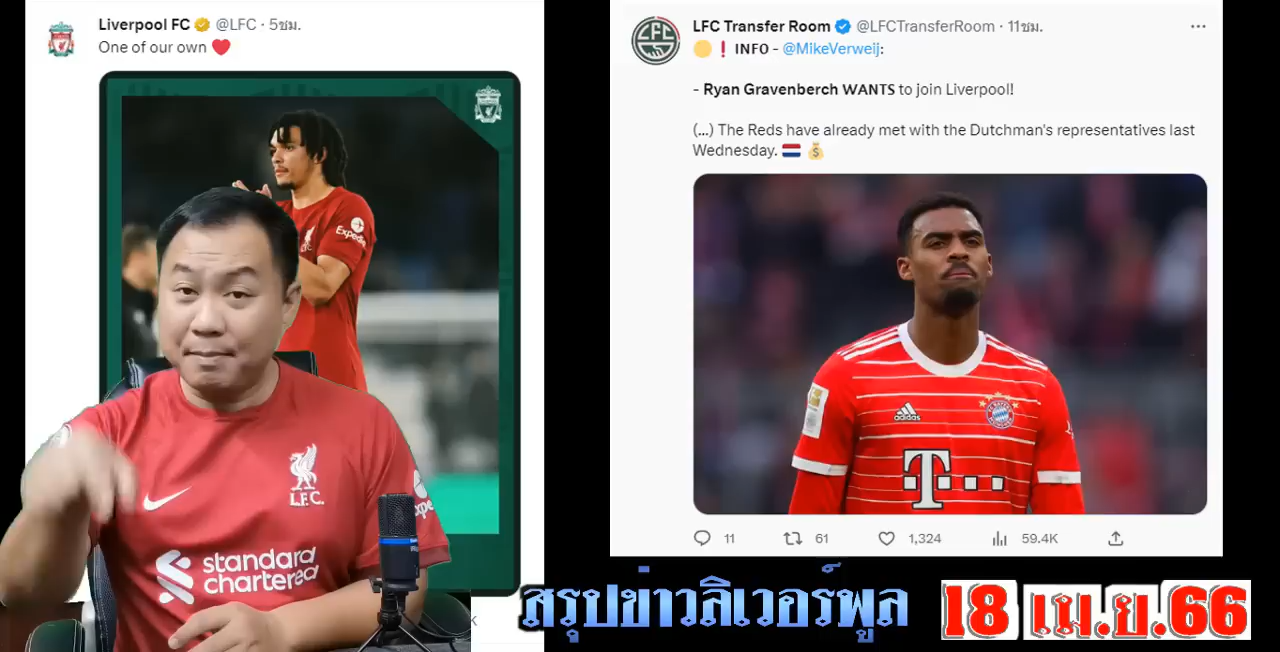 Liverpool FC @LFC · 5ชม.
One of our own ❤️
Expedia
L.F.C.
standard
chartered
LFC Transfer Room @LFCTransferRoom · 11ชม.
🟡❗ INFO - @MikeVerweij:
- Ryan Gravenberch WANTS to join Liverpool!
(...) The Reds have already met with the Dutchman's representatives last
Wednesday. 🇳🇱 💰
adidas
T
11 61 1,324 59.4K
สรุปข่าวลิเวอร์พูล 18 เม.ย.66